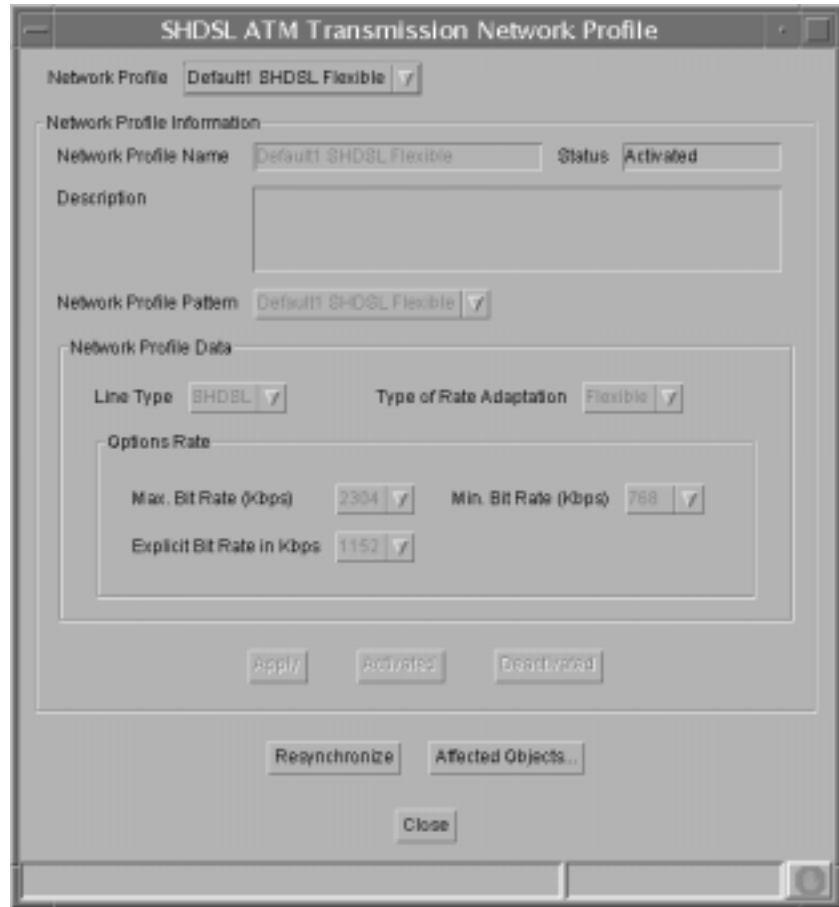 SHDSL ATM Transmission Network Profile
Network Profile Default1 SHDSL Flexible
Network Profile Information
Network Profile Name Default1 SHDSL Flexible Status Activated
Description
Network Profile Pattern Default1 SHDSL Flexible
Network Profile Data
Line Type SHDSL Type of Rate Adaptation Flexible
Options Rate
Max. Bit Rate (Kbps) 2304 Min. Bit Rate (Kbps) 768
Explicit Bit Rate in Kbps 1152
Apply Activated Deactivated
Resynchronize Affected Objects...
Close